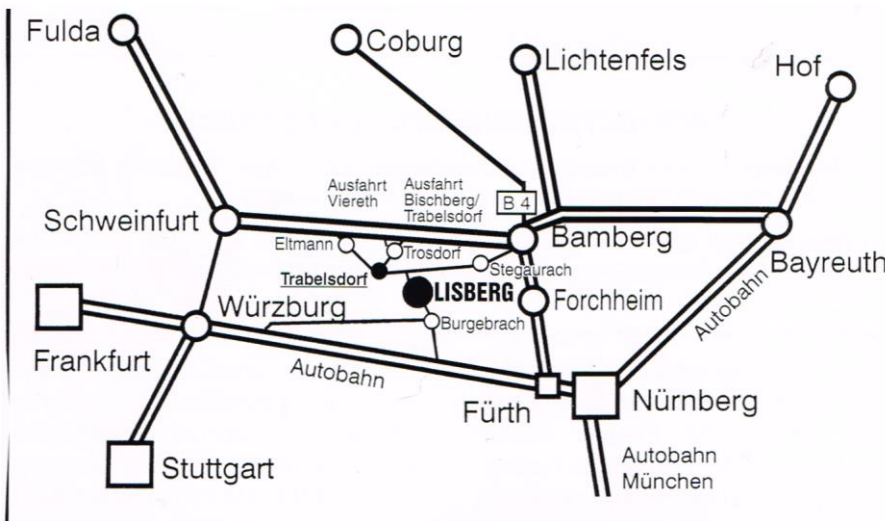 Fulda
Coburg
Lichtenfels
Hof
Ausfahrt
Viereth
Ausfahrt
Bischberg/
Trabelsdorf
B 4
Schweinfurt
Eltmann
Trosdorf
Bamberg
Stegaurach
Bayreuth
Trabelsdorf
LISBERG
Würzburg
Forchheim
Autobahn
Burgebrach
Frankfurt
Autobahn
Fürth
Nürnberg
Stuttgart
Autobahn
München